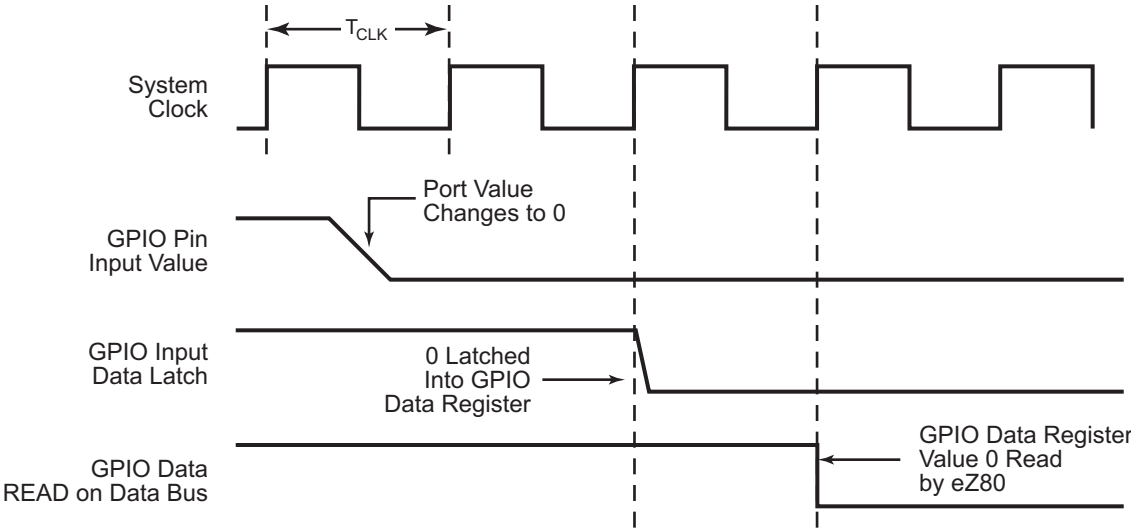 TCLK
System
Clock
Port Value
Changes to 0
GPIO Pin
Input Value
GPIO Input
Data Latch
0 Latched
Into GPIO
Data Register
GPIO Data Register
Value 0 Read
by eZ80
GPIO Data
READ on Data Bus